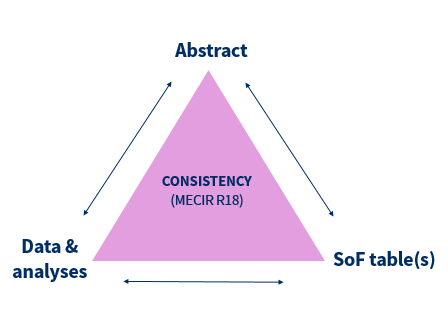 Abstract
CONSISTENCY
(MECIR R18)
Data &
analyses
SoF table(s)